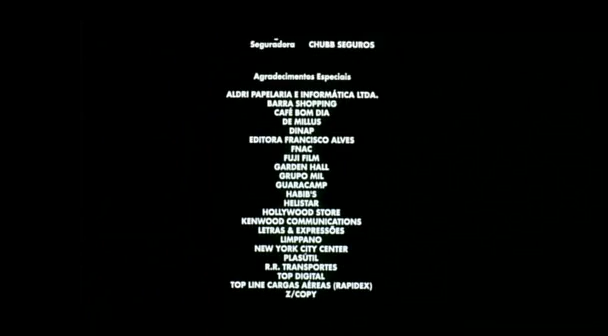 Seguradora CHUBB SEGUROS
Agradecimentos Especiais
ALDRI PAPELARIA E INFORMÁTICA LTDA.
BARRA SHOPPING
CAFÉ BOM DIA
DE MILLUS
DINAP
EDITORA FRANCISCO ALVES
FNAC
FUJI FILM
GARDEN HALL
GRUPO MIL
GUARACAMP
HABIB'S
HELISTAR
HOLLYWOOD STORE
KENWOOD COMMUNICATIONS
LETRAS & EXPRESSÕES
LIMPPANO
NEW YORK CITY CENTER
PLASÚTIL
R.R. TRANSPORTES
TOP DIGITAL
TOP LINE CARGAS AÉREAS (RAPIDEX)
Z/COPY